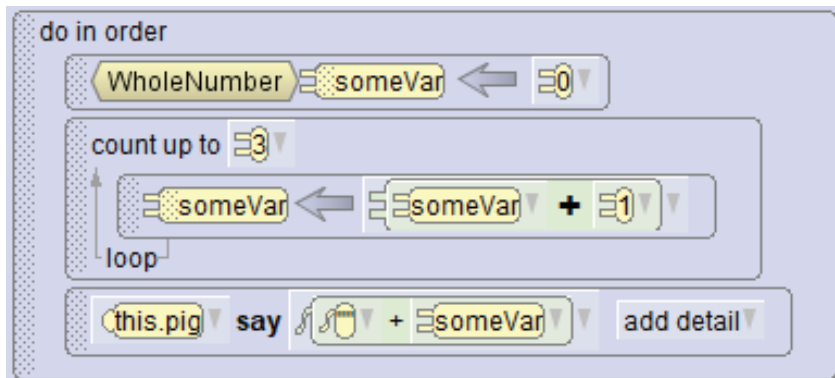 do in order
WholeNumber someVar 0
count up to 3
someVar someVar + 1
loop
this.pig say + someVar add detail